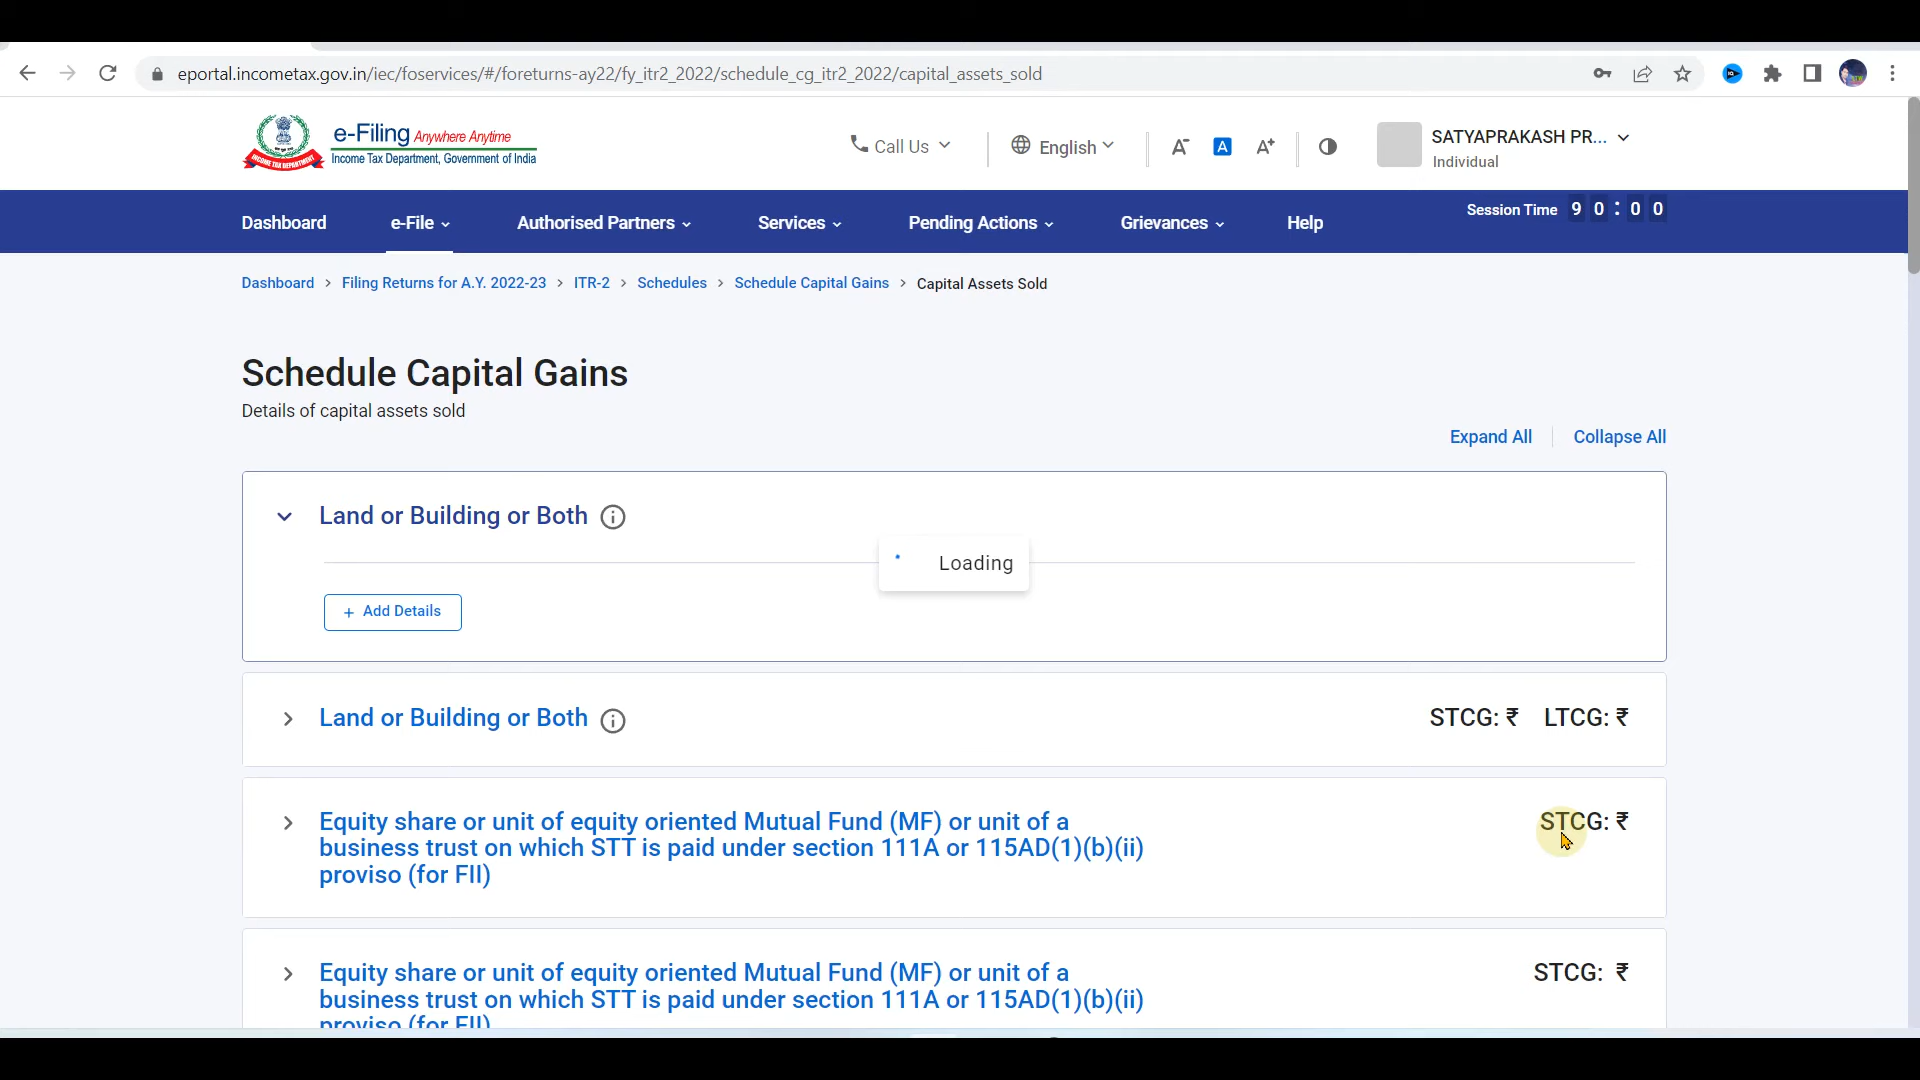 eportal.incometax.gov.in/iec/foservices/#/foreturns-ay22/fy_itr2_2022/schedule_cg_itr2_2022/capital_assets_sold
e-Filing Anywhere Anytime
Income Tax Department, Government of India
INCOME TAX DEPARTMENT
Call Us
English
A-
A
A+
SATYAPRAKASH PR...
Individual
Dashboard e-File Authorised Partners Services Pending Actions Grievances Help
Session Time 9 0 : 0 0
Dashboard > Filing Returns for A.Y. 2022-23 > ITR-2 > Schedules > Schedule Capital Gains > Capital Assets Sold
Schedule Capital Gains
Details of capital assets sold
Expand All Collapse All
Land or Building or Both
Loading
+ Add Details
Land or Building or Both STCG: ₹ LTCG: ₹
Equity share or unit of equity oriented Mutual Fund (MF) or unit of a STCG: ₹
business trust on which STT is paid under section 111A or 115AD(1)(b)(ii)
proviso (for FII)
Equity share or unit of equity oriented Mutual Fund (MF) or unit of a STCG: ₹
business trust on which STT is paid under section 111A or 115AD(1)(b)(ii)
proviso (for FII)